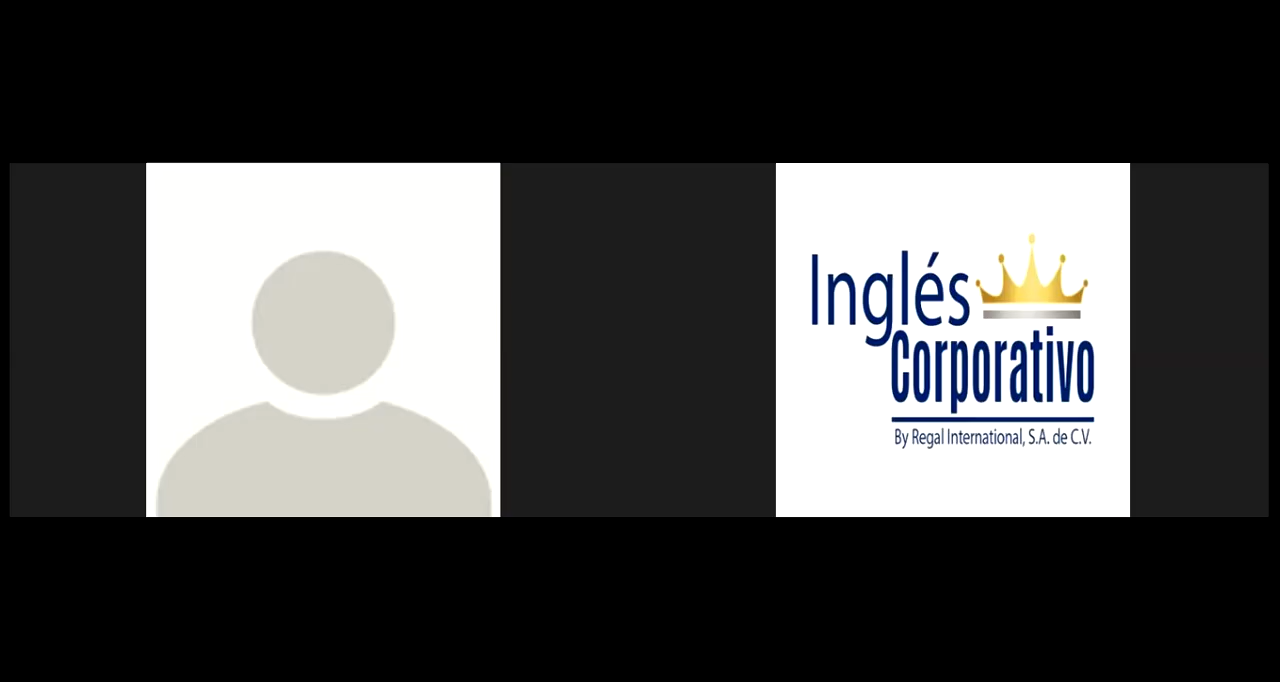 Inglés
Corporativo
By Regal International, S.A. de C.V.